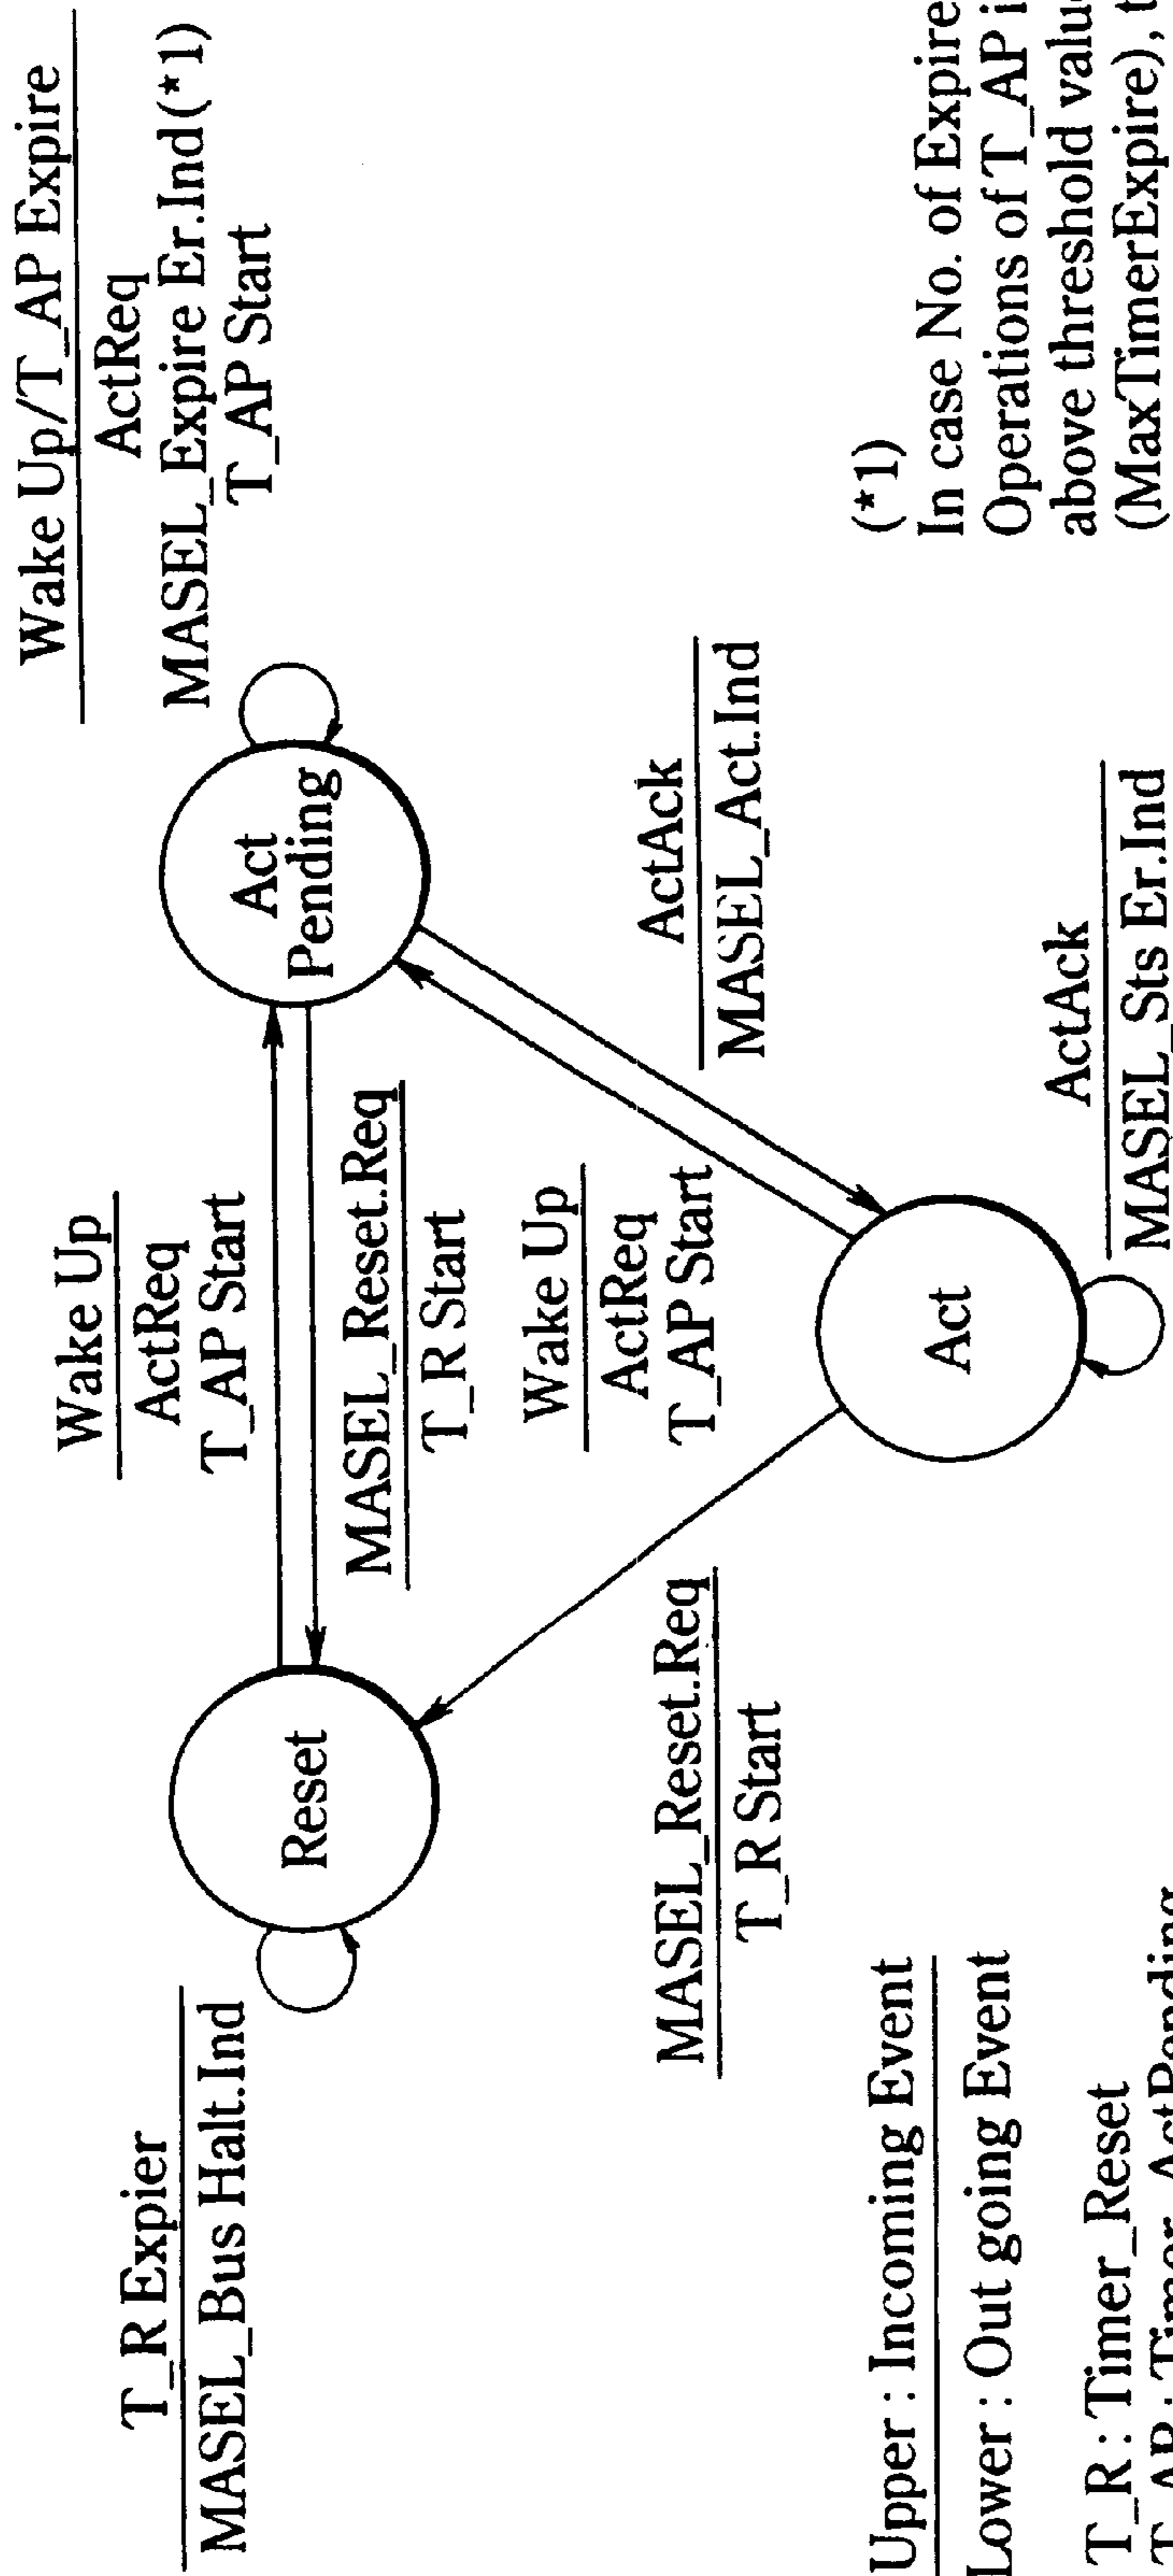 T_R Expier
MASEL_Bus Halt.Ind
Reset
Wake Up
ActReq
T_AP Start
MASEL_Reset.Req
T_R Start
Act
Pending
Wake Up/T_AP Expire
ActReq
MASEL_Expire Er.Ind(*1)
T_AP Start
Wake Up
ActReq
T_AP Start
ActAck
MASEL_Act.Ind
MASEL_Reset.Req
T_R Start
Act
ActAck
MASEL_Sts Er.Ind
Upper : Incoming Event
Lower : Out going Event
T_R : Timer_Reset
T_AP : Timer_ActPending
(*1)
In case No. of Expire
Operations of T_AP i
above threshold valu
(MaxTimerExpire), t